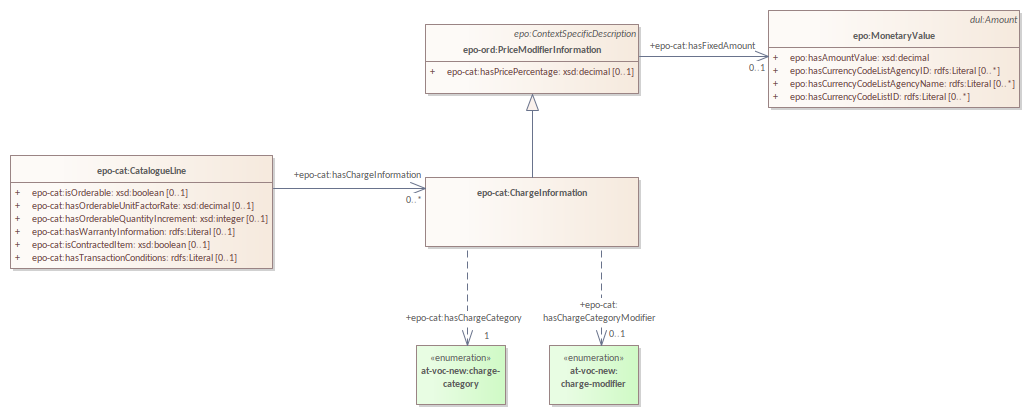 epo:ContextSpecificDescription
epo-ord:PriceModifierInformation
+ epo-cat:hasPricePercentage: xsd:decimal [0..1]
+epo-cat:hasFixedAmount
0..1
dul:Amount
epo:MonetaryValue
+ epo:hasAmountValue: xsd:decimal
+ epo:hasCurrencyCodeListAgencyID: rdfs:Literal [0..*]
+ epo:hasCurrencyCodeListAgencyName: rdfs:Literal [0..*]
+ epo:hasCurrencyCodeListID: rdfs:Literal [0..*]
epo-cat:CatalogueLine
+ epo-cat:isOrderable: xsd:boolean [0..1]
+ epo-cat:hasOrderableUnitFactorRate: xsd:decimal [0..1]
+ epo-cat:hasOrderableQuantityIncrement: xsd:integer [0..1]
+ epo-cat:hasWarrantyInformation: rdfs:Literal [0..1]
+ epo-cat:isContractedItem: xsd:boolean [0..1]
+ epo-cat:hasTransactionConditions: rdfs:Literal [0..1]
+epo-cat:hasChargeInformation
0..*
epo-cat:ChargeInformation
+epo-cat:hasChargeCategory
1
+epo-cat:
hasChargeCategoryModifier
0..1
«enumeration»
at-voc-new:charge-
category
«enumeration»
at-voc-new:
charge-modifier